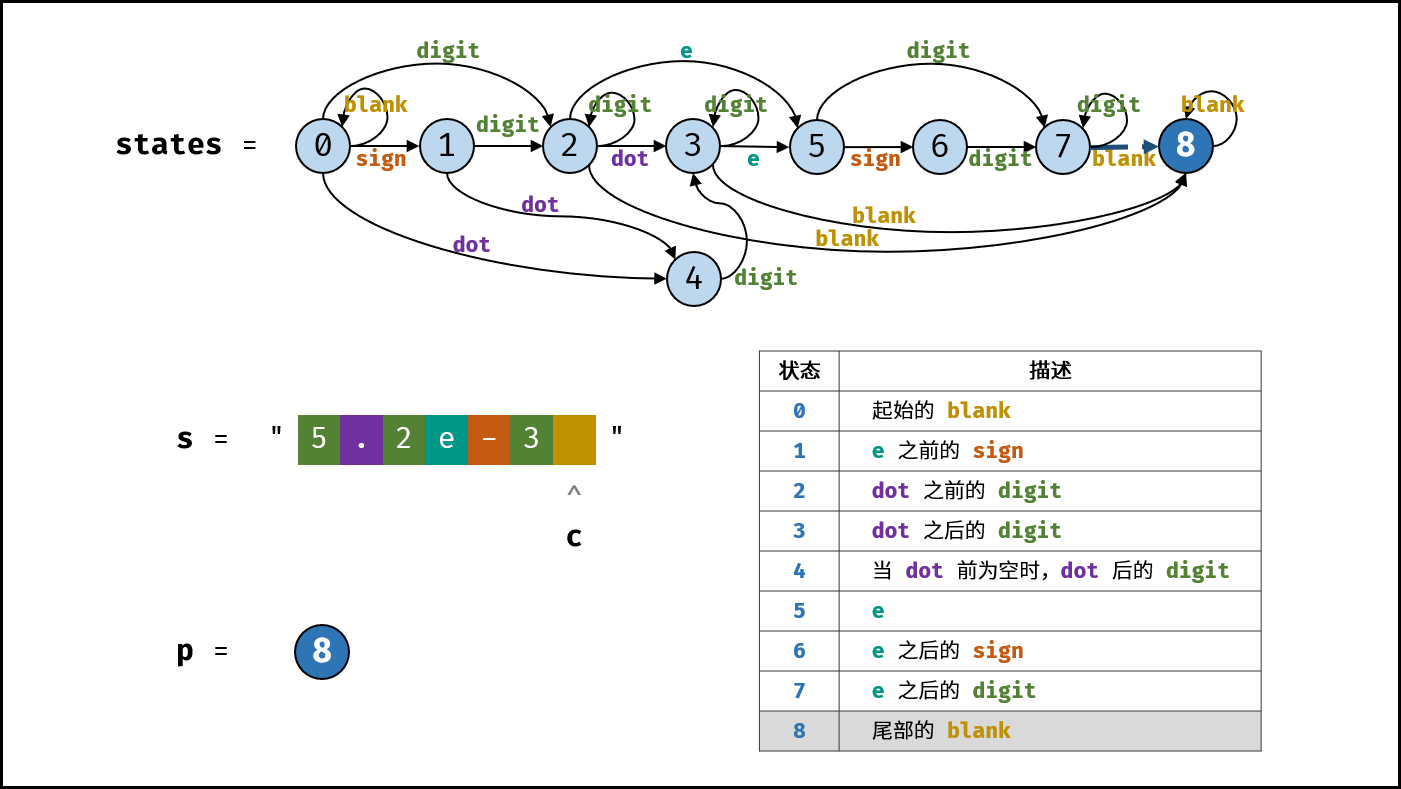 digit e digit
blank digit digit digit blank
states = 0 1 digit 2 3 5 6 7 8
sign dot e sign digit blank
dot
blank
dot blank
4 digit
状态 描述
0 起始的 blank
s = " 5 . 2 e - 3 "
1 e 之前的 sign
2 dot 之前的 digit
^
3 dot 之后的 digit
c
4 当 dot 前为空时，dot 后的 digit
5 e
p = 8
6 e 之后的 sign
7 e 之后的 digit
8 尾部的 blank